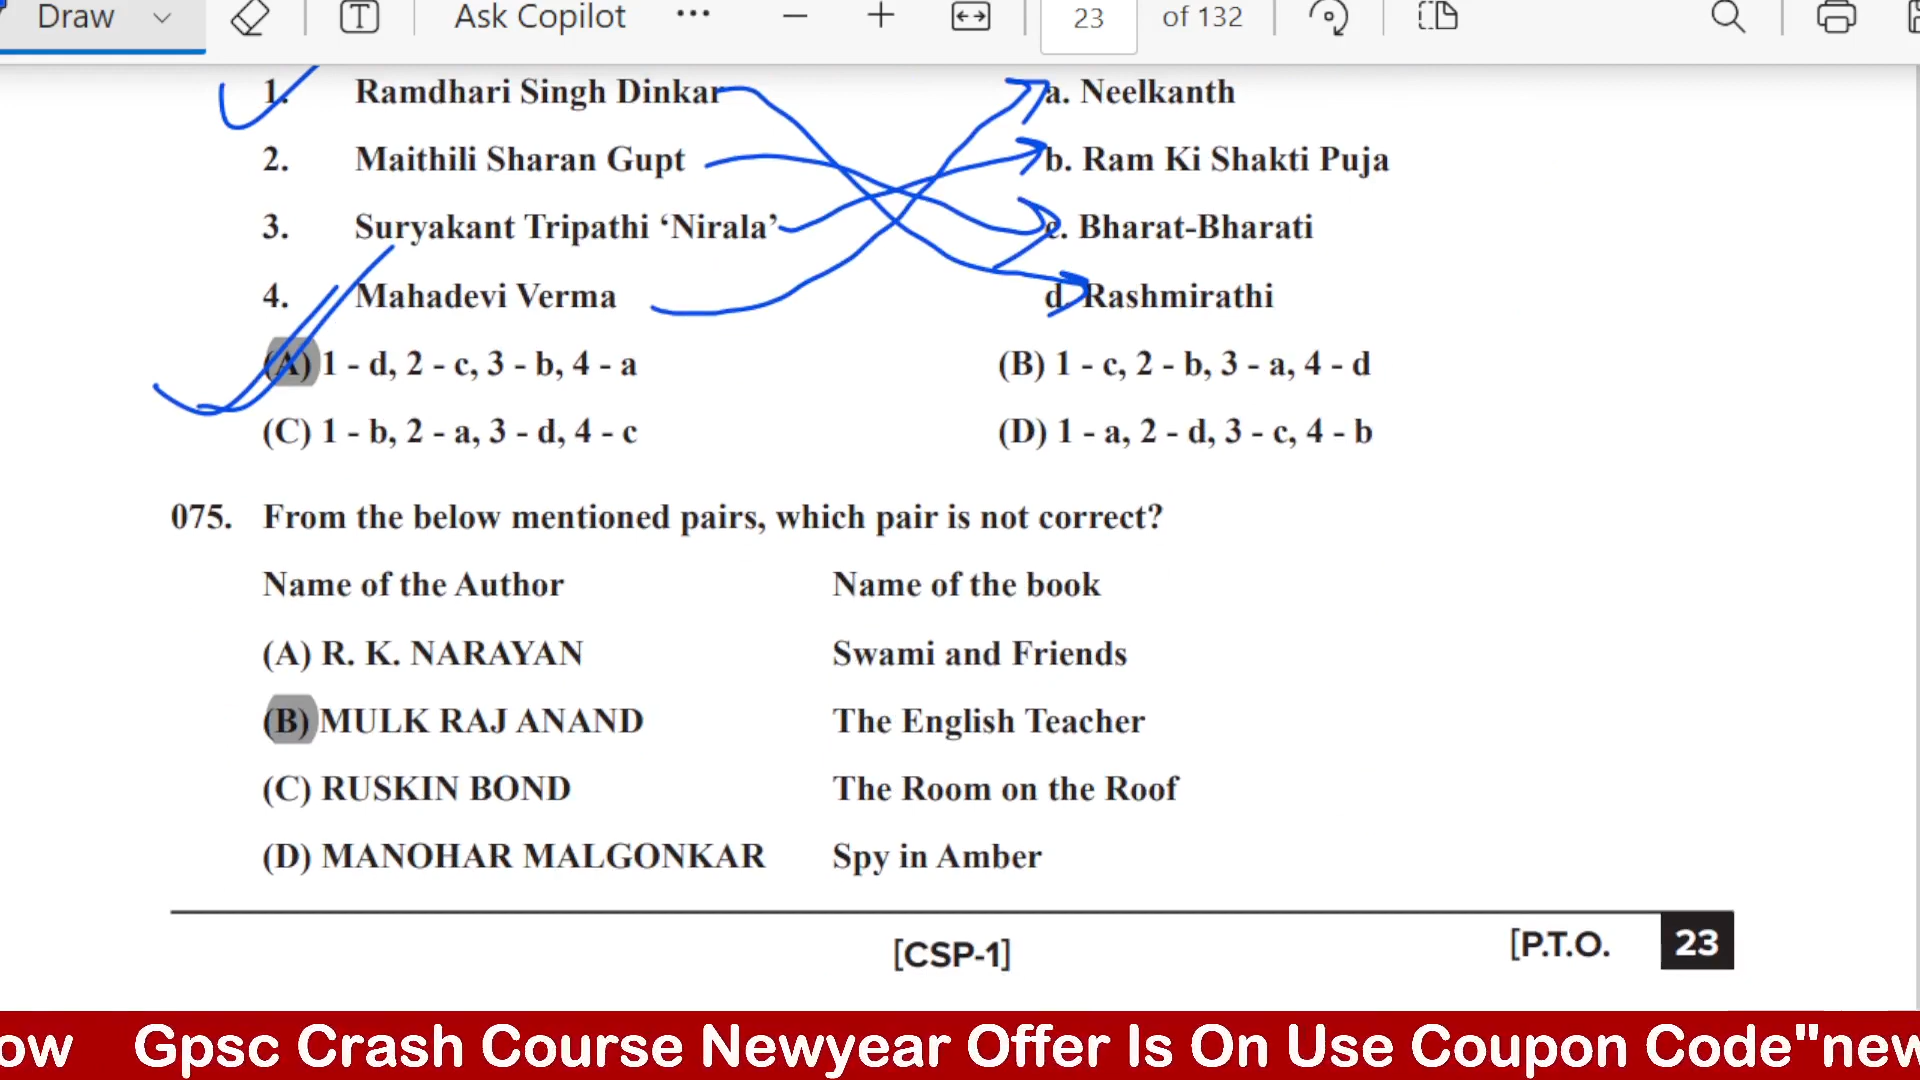 Draw
Ask Copilot
23 of 132
1. Ramdhari Singh Dinkar a. Neelkanth
2. Maithili Sharan Gupt b. Ram Ki Shakti Puja
3. Suryakant Tripathi ‘Nirala’ c. Bharat-Bharati
4. Mahadevi Verma d. Rashmirathi
(A) 1 - d, 2 - c, 3 - b, 4 - a (B) 1 - c, 2 - b, 3 - a, 4 - d
(C) 1 - b, 2 - a, 3 - d, 4 - c (D) 1 - a, 2 - d, 3 - c, 4 - b
075. From the below mentioned pairs, which pair is not correct?
Name of the Author Name of the book
(A) R. K. NARAYAN Swami and Friends
(B) MULK RAJ ANAND The English Teacher
(C) RUSKIN BOND The Room on the Roof
(D) MANOHAR MALGONKAR Spy in Amber
[CSP-1] [P.T.O. 23
ow Gpsc Crash Course Newyear Offer Is On Use Coupon Code"new